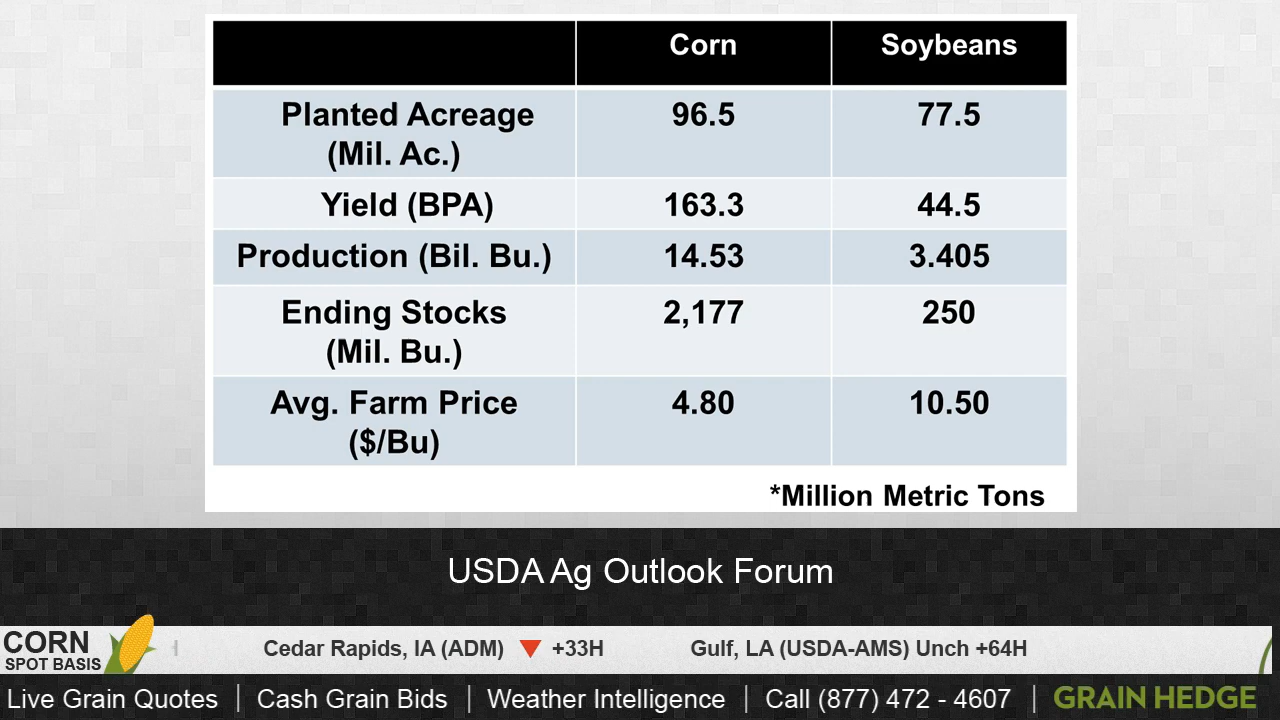 Corn Soybeans
Planted Acreage (Mil. Ac.) 96.5 77.5
Yield (BPA) 163.3 44.5
Production (Bil. Bu.) 14.53 3.405
Ending Stocks (Mil. Bu.) 2,177 250
Avg. Farm Price ($/Bu) 4.80 10.50
*Million Metric Tons
USDA Ag Outlook Forum
CORN
SPOT BASIS
Cedar Rapids, IA (ADM) ▼ +33H Gulf, LA (USDA-AMS) Unch +64H
Live Grain Quotes | Cash Grain Bids | Weather Intelligence | Call (877) 472 - 4607 | GRAIN HEDGE